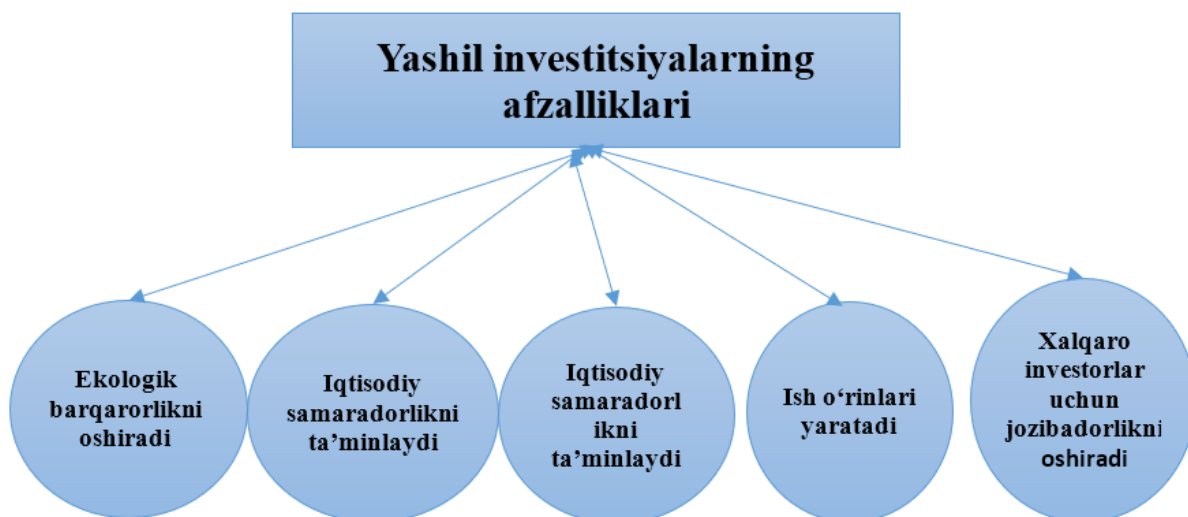 Yashil investitsiyalarning
afzalliklari
Ekologik
barqarorlikni
oshiradi
Iqtisodiy
samaradorlikni
ta’minlaydi
Iqtisodiy
samaradorl
ikni
ta’minlaydi
Ish o‘rinlari
yaratadi
Xalqaro
investorlar
uchun
jozibadorlikni
oshiradi